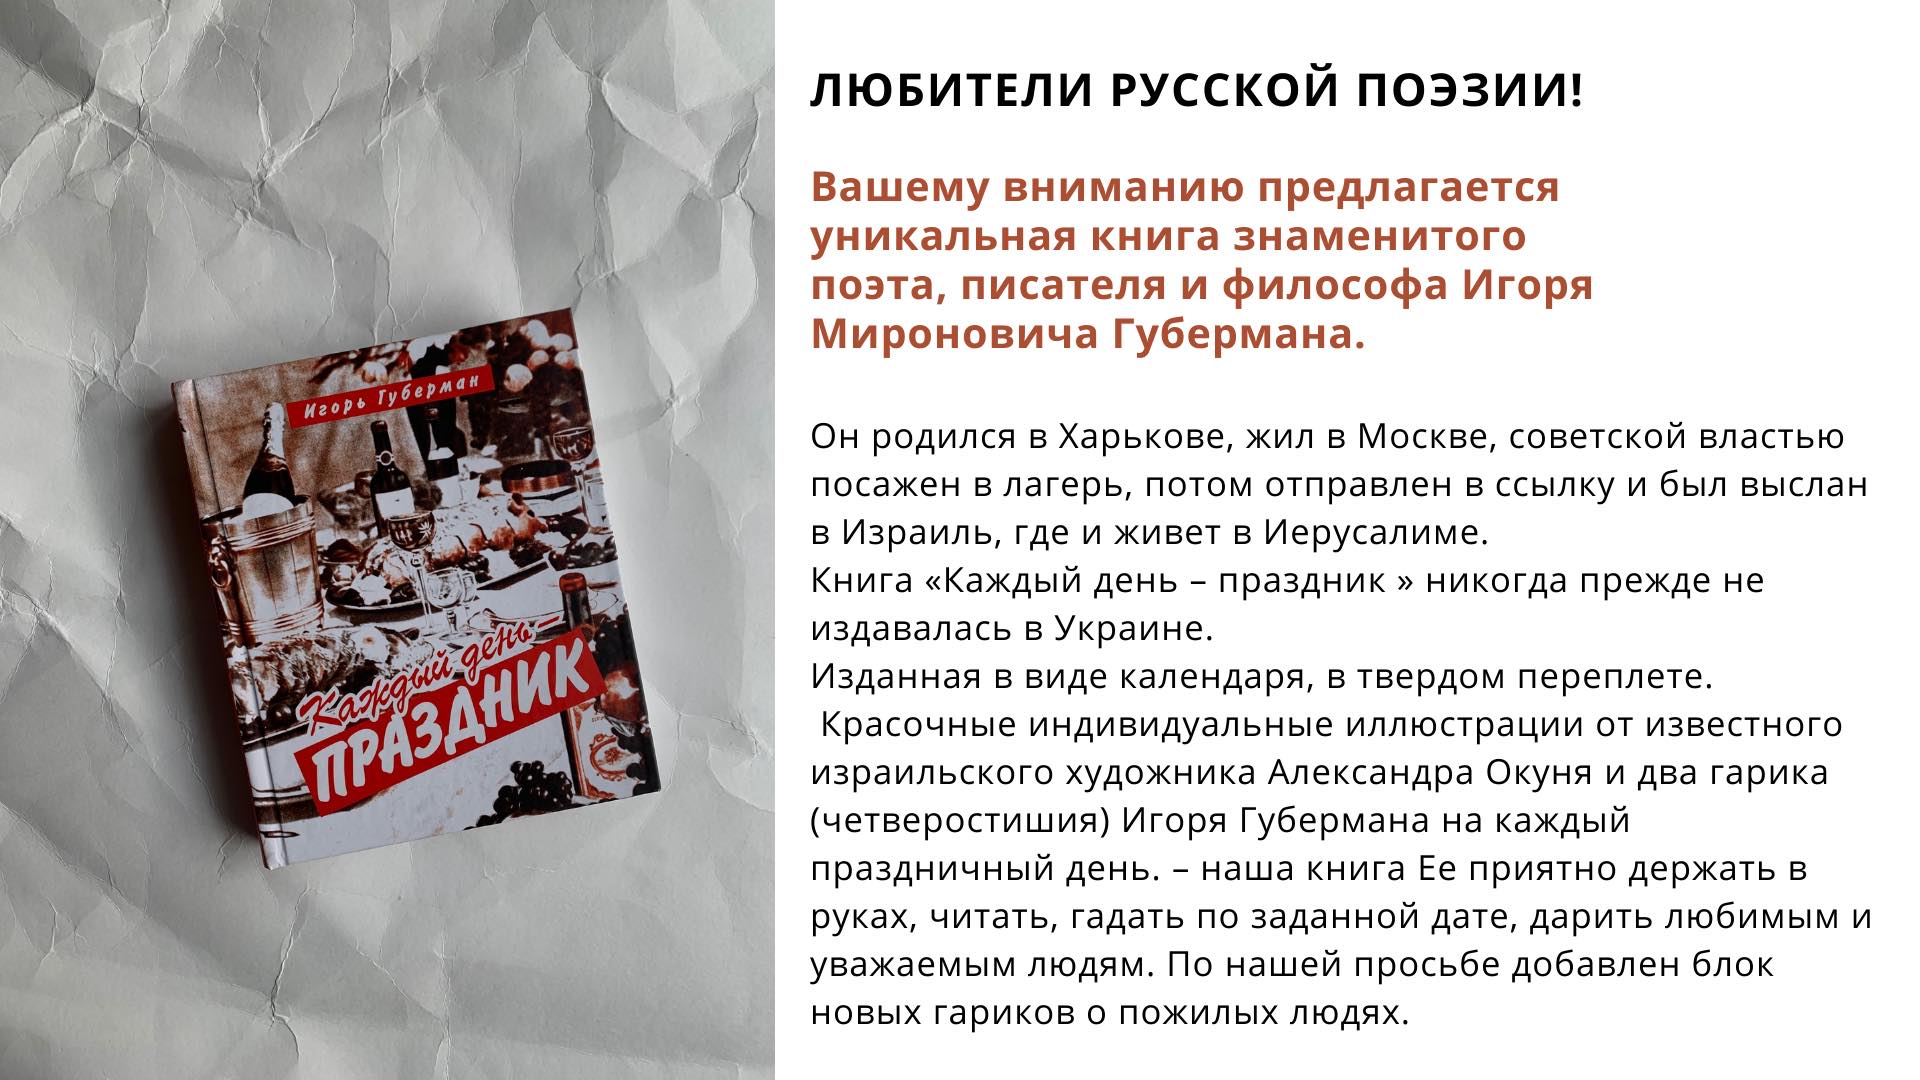 Игорь Губерман
Каждый день –
ПРАЗДНИК
ЛЮБИТЕЛИ РУССКОЙ ПОЭЗИИ!
Вашему вниманию предлагается
уникальная книга знаменитого
поэта, писателя и философа Игоря
Мироновича Губермана.
Он родился в Харькове, жил в Москве, советской властью
посажен в лагерь, потом отправлен в ссылку и был выслан
в Израиль, где и живет в Иерусалиме.
Книга «Каждый день – праздник » никогда прежде не
издавалась в Украине.
Изданная в виде календаря, в твердом переплете.
Красочные индивидуальные иллюстрации от известного
израильского художника Александра Окуня и два гарика
(четверостишия) Игоря Губермана на каждый
праздничный день. – наша книга Ее приятно держать в
руках, читать, гадать по заданной дате, дарить любимым и
уважаемым людям. По нашей просьбе добавлен блок
новых гариков о пожилых людях.